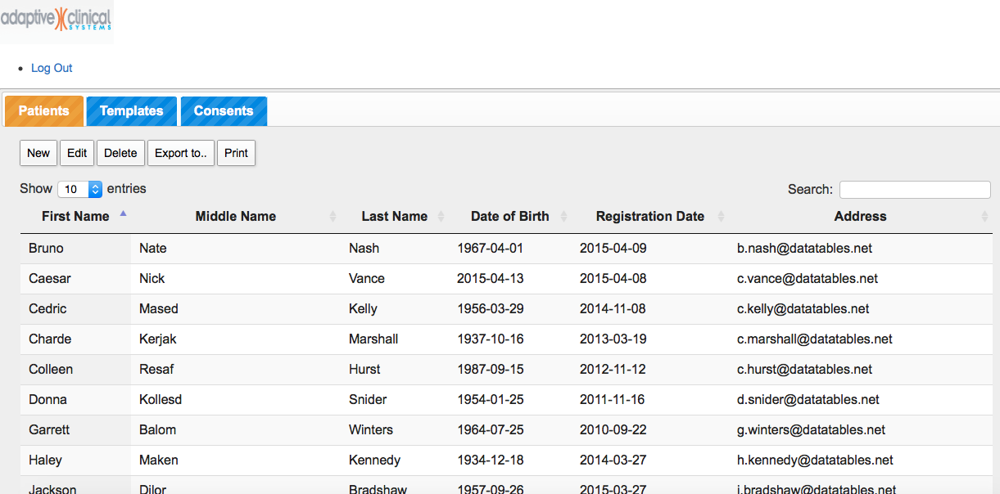 adaptive clinical
SYSTEMS
Log Out
Patients Templates Consents
New Edit Delete Export to.. Print
Show 10 entries Search:
First Name Middle Name Last Name Date of Birth Registration Date Address
Bruno Nate Nash 1967-04-01 2015-04-09 b.nash@datatables.net
Caesar Nick Vance 2015-04-13 2015-04-08 c.vance@datatables.net
Cedric Mased Kelly 1956-03-29 2014-11-08 c.kelly@datatables.net
Charde Kerjak Marshall 1937-10-16 2013-03-19 c.marshall@datatables.net
Colleen Resaf Hurst 1987-09-15 2012-11-12 c.hurst@datatables.net
Donna Kollesd Snider 1954-01-25 2011-11-16 d.snider@datatables.net
Garrett Balom Winters 1964-07-25 2010-09-22 g.winters@datatables.net
Haley Maken Kennedy 1934-12-18 2014-03-27 h.kennedy@datatables.net
Jackson Dilor Bradshaw 1957-09-26 2015-03-27 j.bradshaw@datatables.net